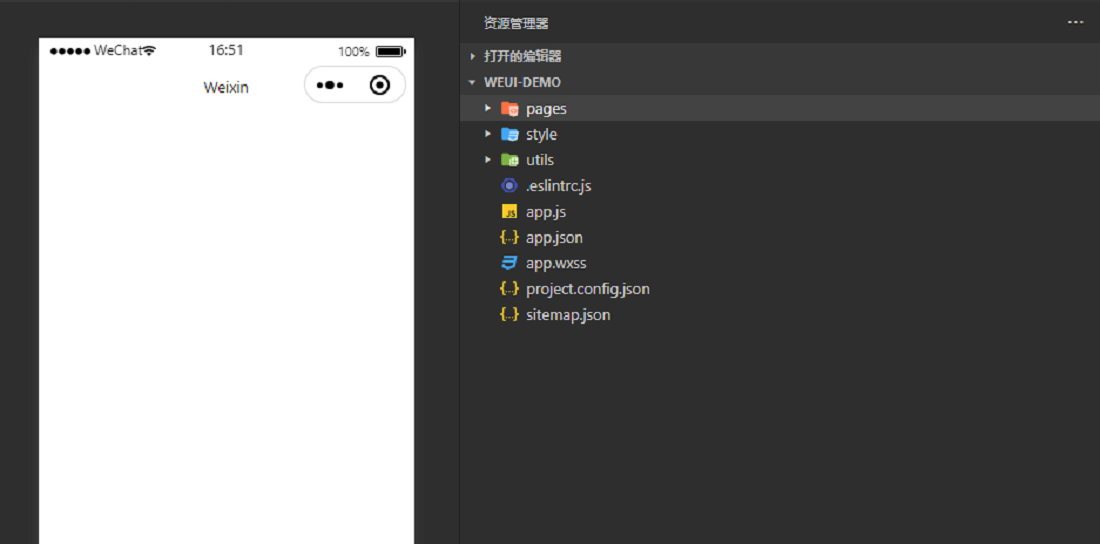 WeChat 16:51 100%
Weixin
资源管理器
打开的编辑器
WEUI-DEMO
pages
style
utils
.eslintrc.js
JS app.js
{..} app.json
app.wxss
{..} project.config.json
{..} sitemap.json